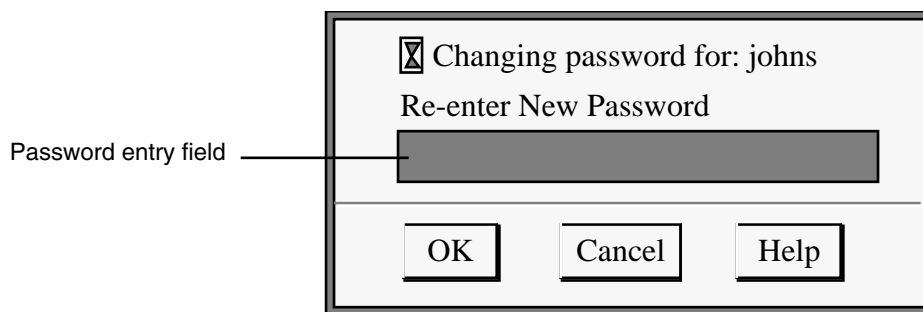 Changing password for: johns
Re-enter New Password
Password entry field
OK Cancel Help